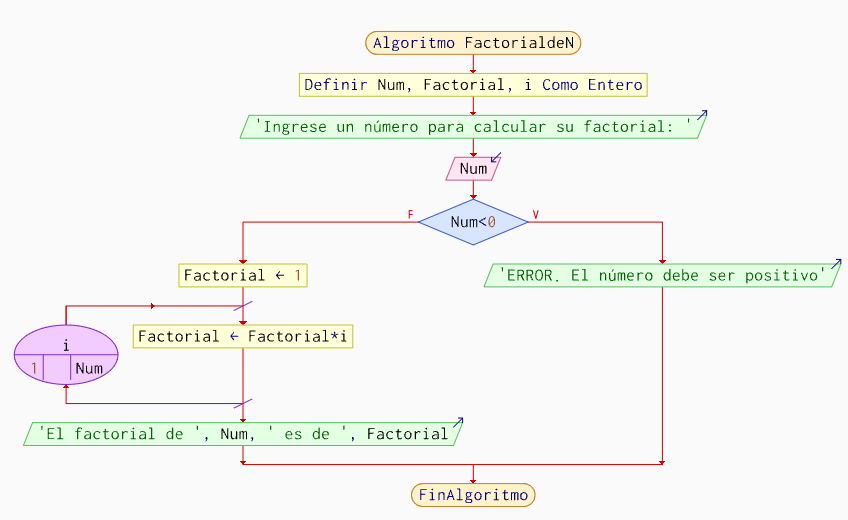 Algoritmo FactorialdeN
Definir Num, Factorial, i Como Entero
'Ingrese un número para calcular su factorial: '
Num
Num<0
F
V
Factorial ← 1
'ERROR. El número debe ser positivo'
i
1
Num
Factorial ← Factorial*i
'El factorial de ', Num, ' es de ', Factorial
FinAlgoritmo